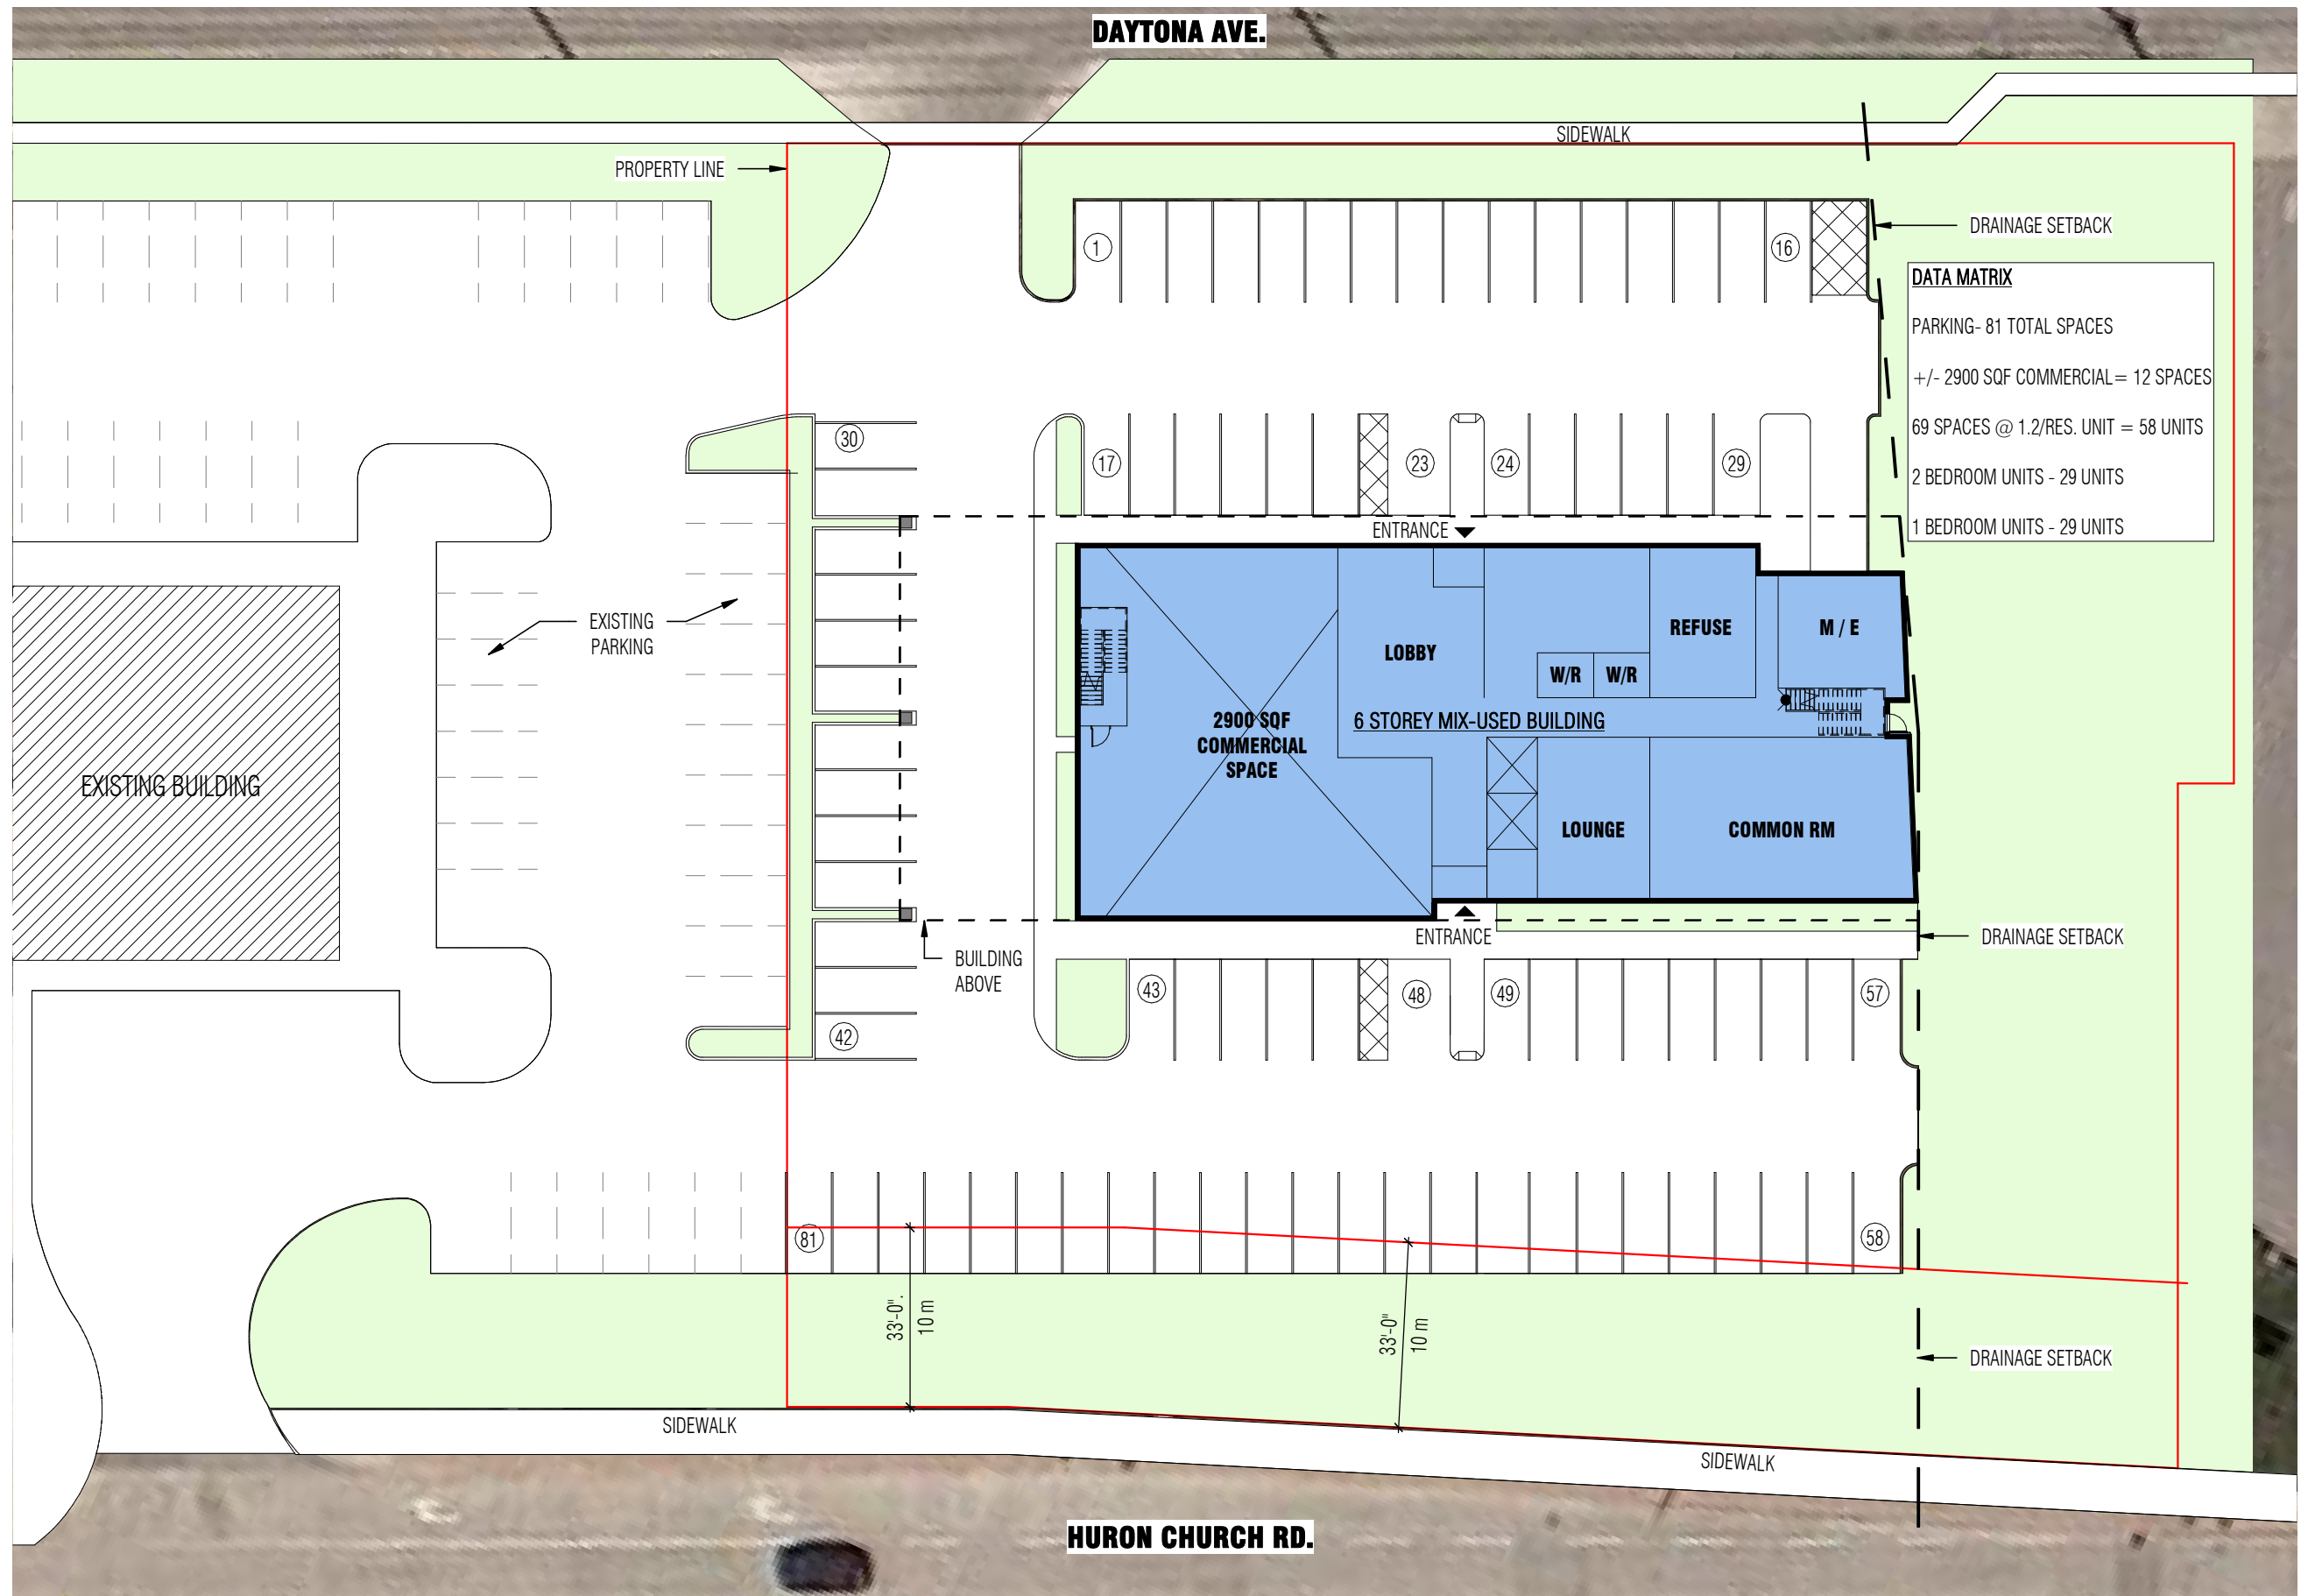 DAYTONA AVE.
SIDEWALK
PROPERTY LINE
DRAINAGE SETBACK
1
16
DATA MATRIX
PARKING- 81 TOTAL SPACES
+/- 2900 SQF COMMERCIAL= 12 SPACES
69 SPACES @ 1.2/RES. UNIT = 58 UNITS
2 BEDROOM UNITS - 29 UNITS
1 BEDROOM UNITS - 29 UNITS
30
17
23
24
29
ENTRANCE
EXISTING
PARKING
REFUSE
M / E
LOBBY
W/R
W/R
2900 SQF
COMMERCIAL
SPACE
6 STOREY MIX-USED BUILDING
EXISTING BUILDING
LOUNGE
COMMON RM
ENTRANCE
DRAINAGE SETBACK
BUILDING
ABOVE
43
48
49
57
42
81
58
33'-0".
10 m
33'-0"
10 m
DRAINAGE SETBACK
SIDEWALK
SIDEWALK
HURON CHURCH RD.